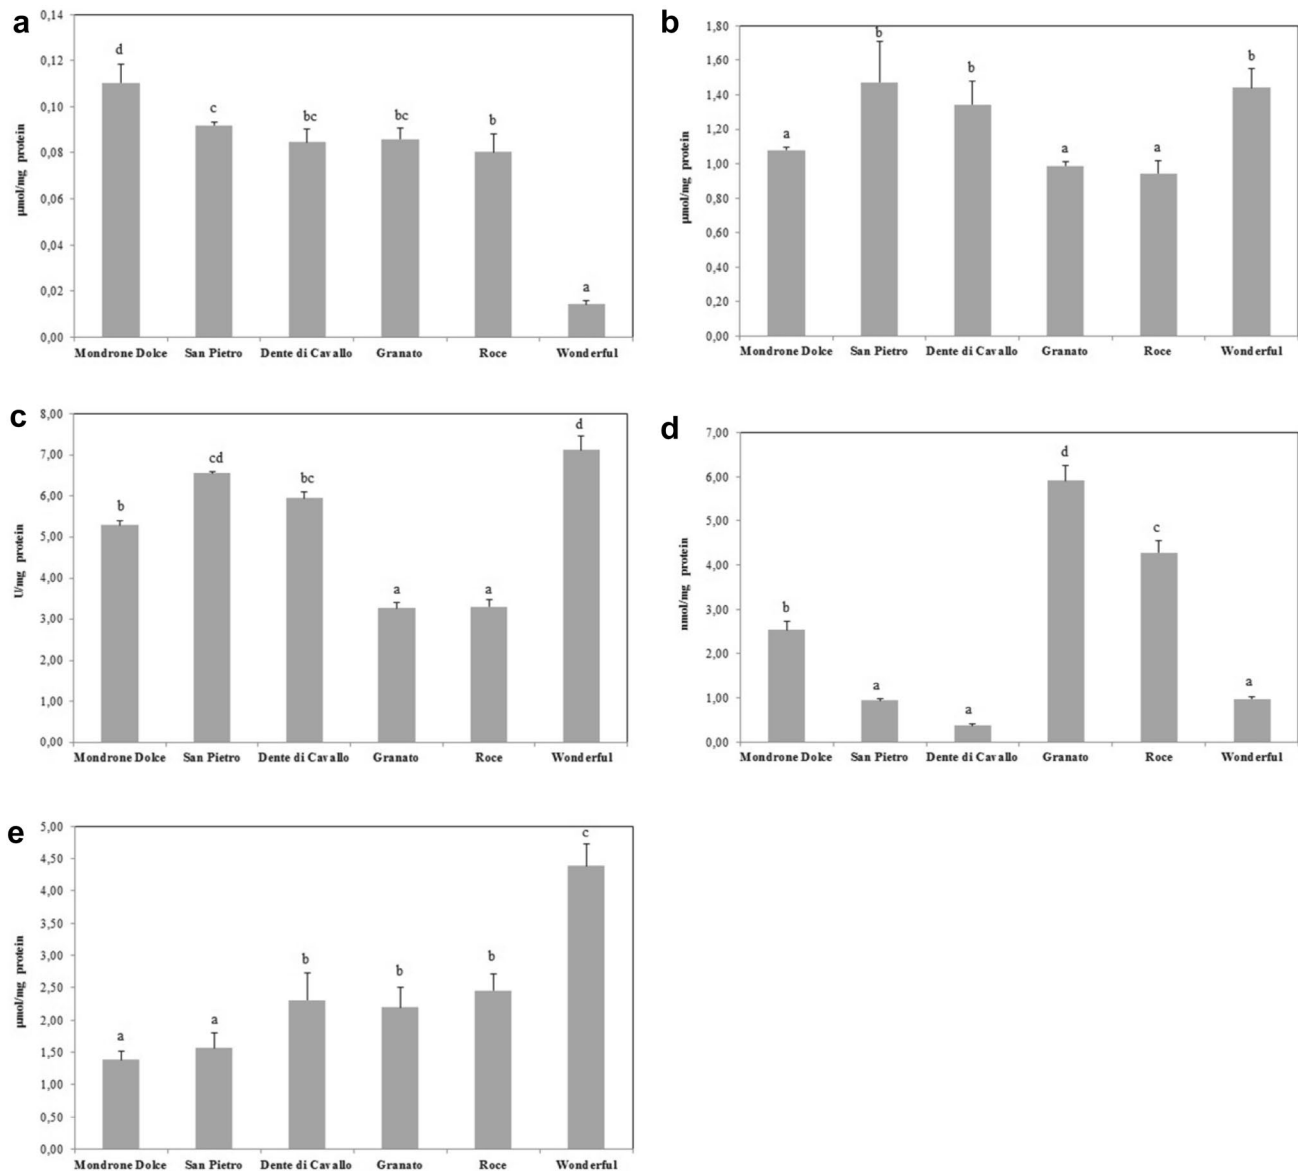 a
0,14
0,12
0,10
0,08
0,06
0,04
0,02
0,00
µmol/mg protein
d
c
bc
bc
b
a
Mondrone Dolce San Pietro Dente di Cavallo Granato Roce Wonderful
b
1,80
1,60
1,40
1,20
1,00
0,80
0,60
0,40
0,20
0,00
µmol/mg protein
a
b
b
a
a
b
Mondrone Dolce San Pietro Dente di Cavallo Granato Roce Wonderful
c
8,00
7,00
6,00
5,00
4,00
3,00
2,00
1,00
0,00
U/mg protein
b
cd
bc
a
a
d
Mondrone Dolce San Pietro Dente di Cavallo Granato Roce Wonderful
d
7,00
6,00
5,00
4,00
3,00
2,00
1,00
0,00
nmol/mg protein
b
a
a
d
c
a
Mondrone Dolce San Pietro Dente di Cavallo Granato Roce Wonderful
e
5,00
4,50
4,00
3,50
3,00
2,50
2,00
1,50
1,00
0,50
0,00
µmol/mg protein
a
a
b
b
b
c
Mondrone Dolce San Pietro Dente di Cavallo Granato Roce Wonderful